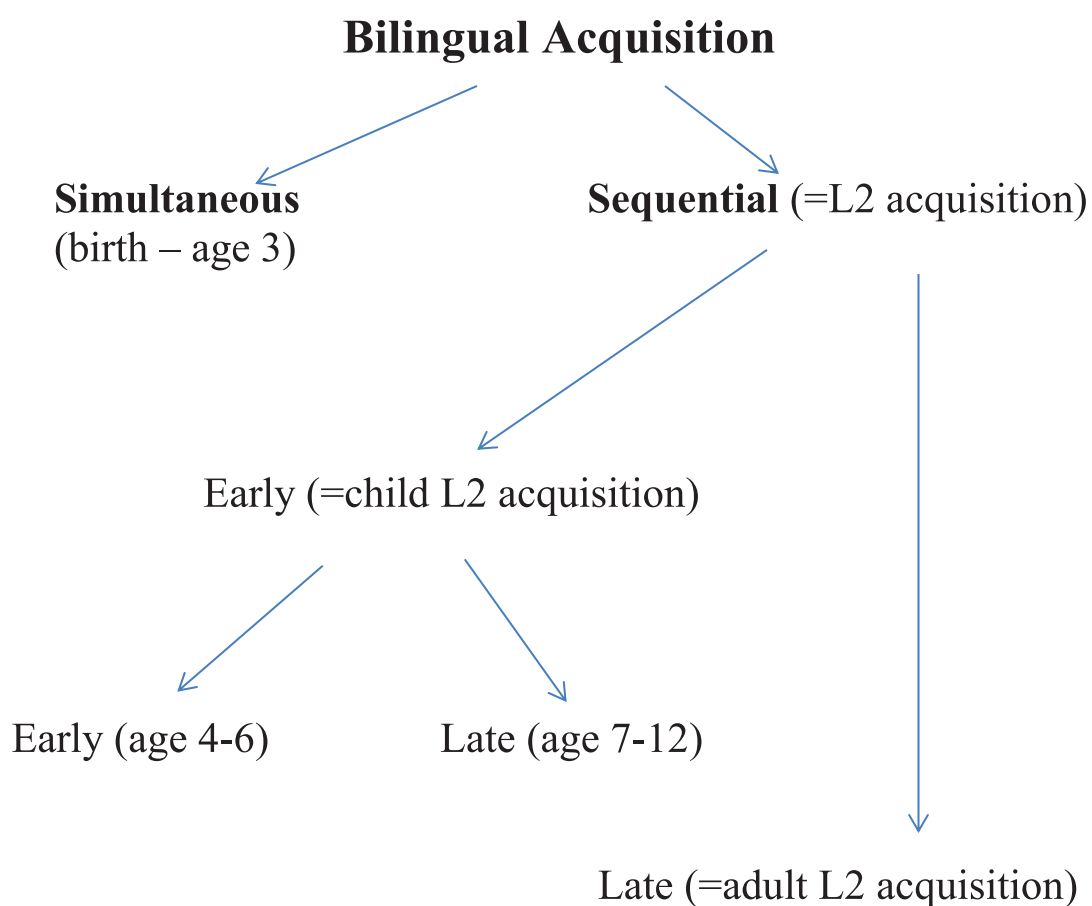 Bilingual Acquisition
Simultaneous
(birth – age 3)
Sequential (=L2 acquisition)
Early (=child L2 acquisition)
Early (age 4-6)
Late (age 7-12)
Late (=adult L2 acquisition)